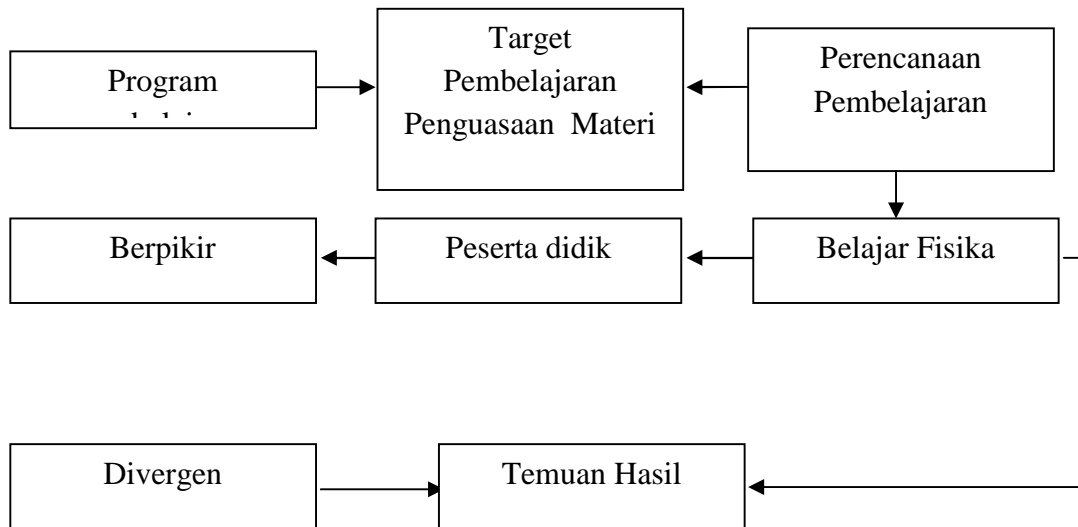 Program
Target
Pembelajaran
Penguasaan Materi
Perencanaan
Pembelajaran
Berpikir
Peserta didik
Belajar Fisika
Divergen
Temuan Hasil